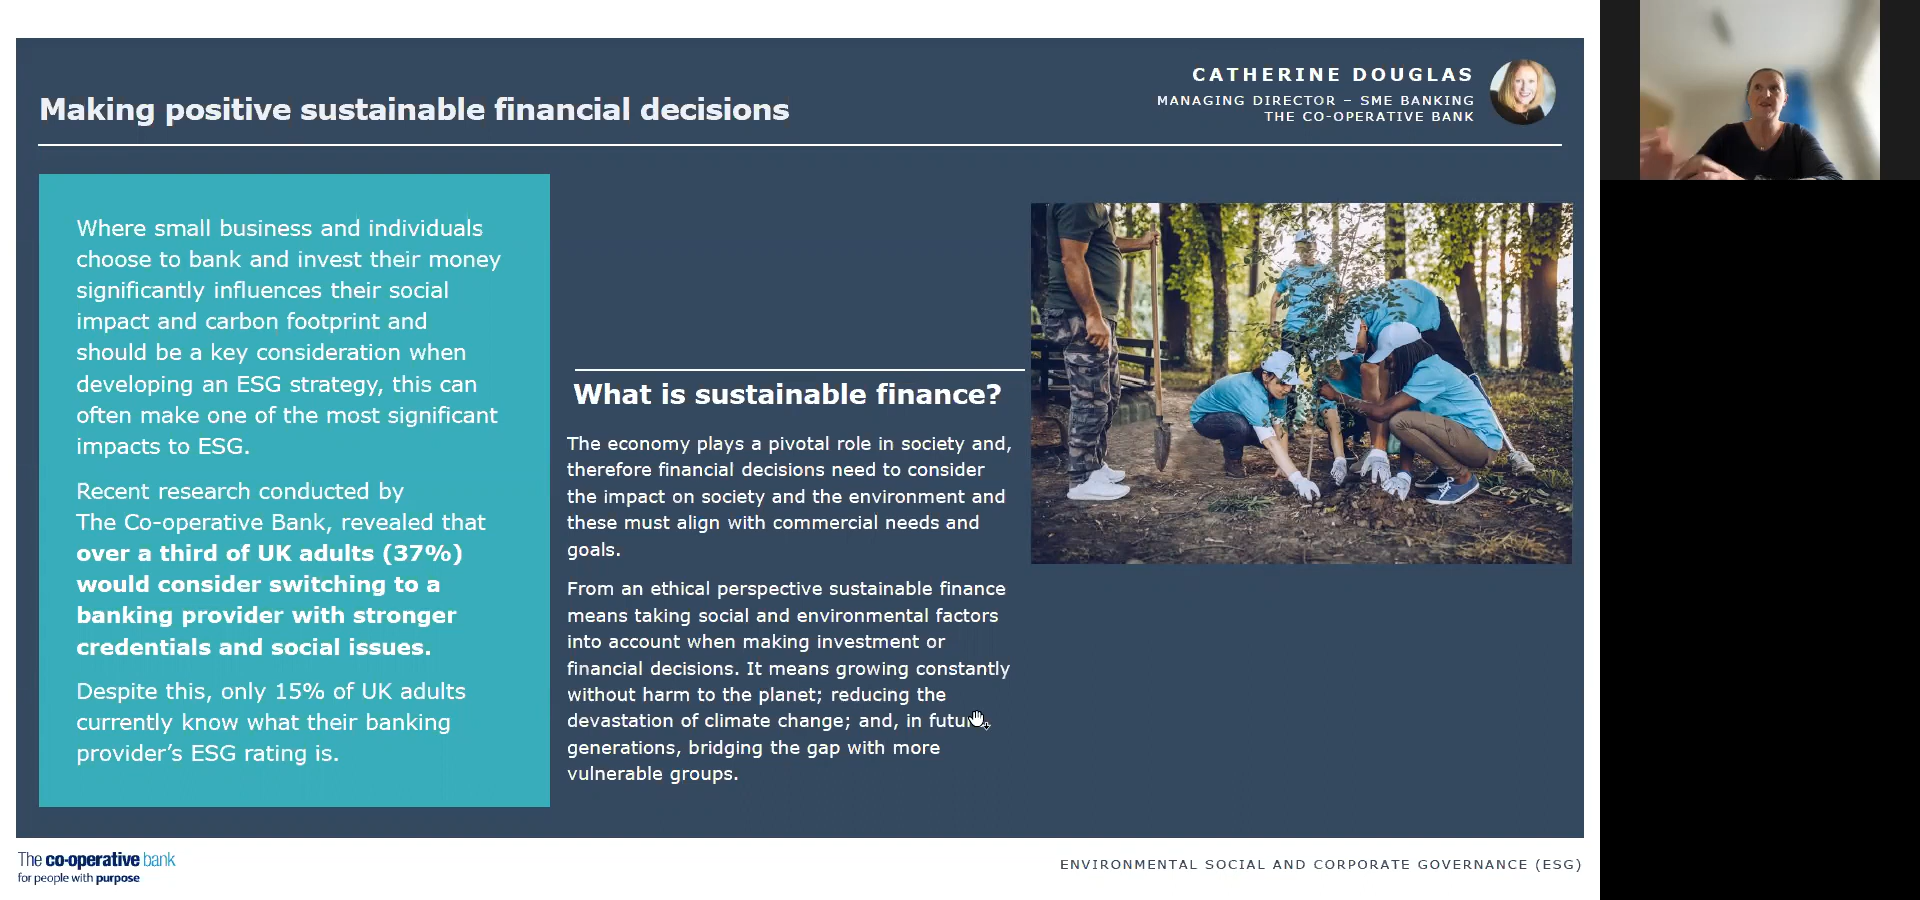 Making positive sustainable financial decisions
CATHERINE DOUGLAS
MANAGING DIRECTOR – SME BANKING
THE CO-OPERATIVE BANK
Where small business and individuals
choose to bank and invest their money
significantly influences their social
impact and carbon footprint and
should be a key consideration when
developing an ESG strategy, this can
often make one of the most significant
impacts to ESG.
Recent research conducted by
The Co-operative Bank, revealed that
over a third of UK adults (37%)
would consider switching to a
banking provider with stronger
credentials and social issues.
Despite this, only 15% of UK adults
currently know what their banking
provider’s ESG rating is.
What is sustainable finance?
The economy plays a pivotal role in society and,
therefore financial decisions need to consider
the impact on society and the environment and
these must align with commercial needs and
goals.
From an ethical perspective sustainable finance
means taking social and environmental factors
into account when making investment or
financial decisions. It means growing constantly
without harm to the planet; reducing the
devastation of climate change; and, in future
generations, bridging the gap with more
vulnerable groups.
The co-operative bank
for people with purpose
ENVIRONMENTAL SOCIAL AND CORPORATE GOVERNANCE (ESG)